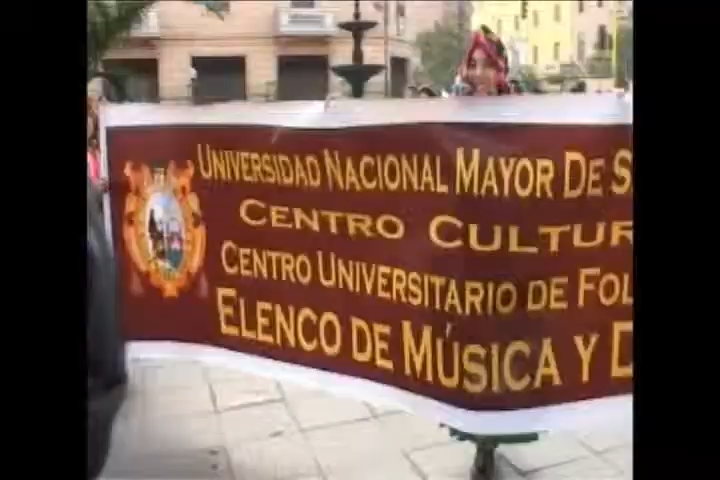 UNIVERSIDAD NACIONAL MAYOR DE S
CENTRO CULTUR
CENTRO UNIVERSITARIO DE FOL
ELENCO DE MÚSICA Y D